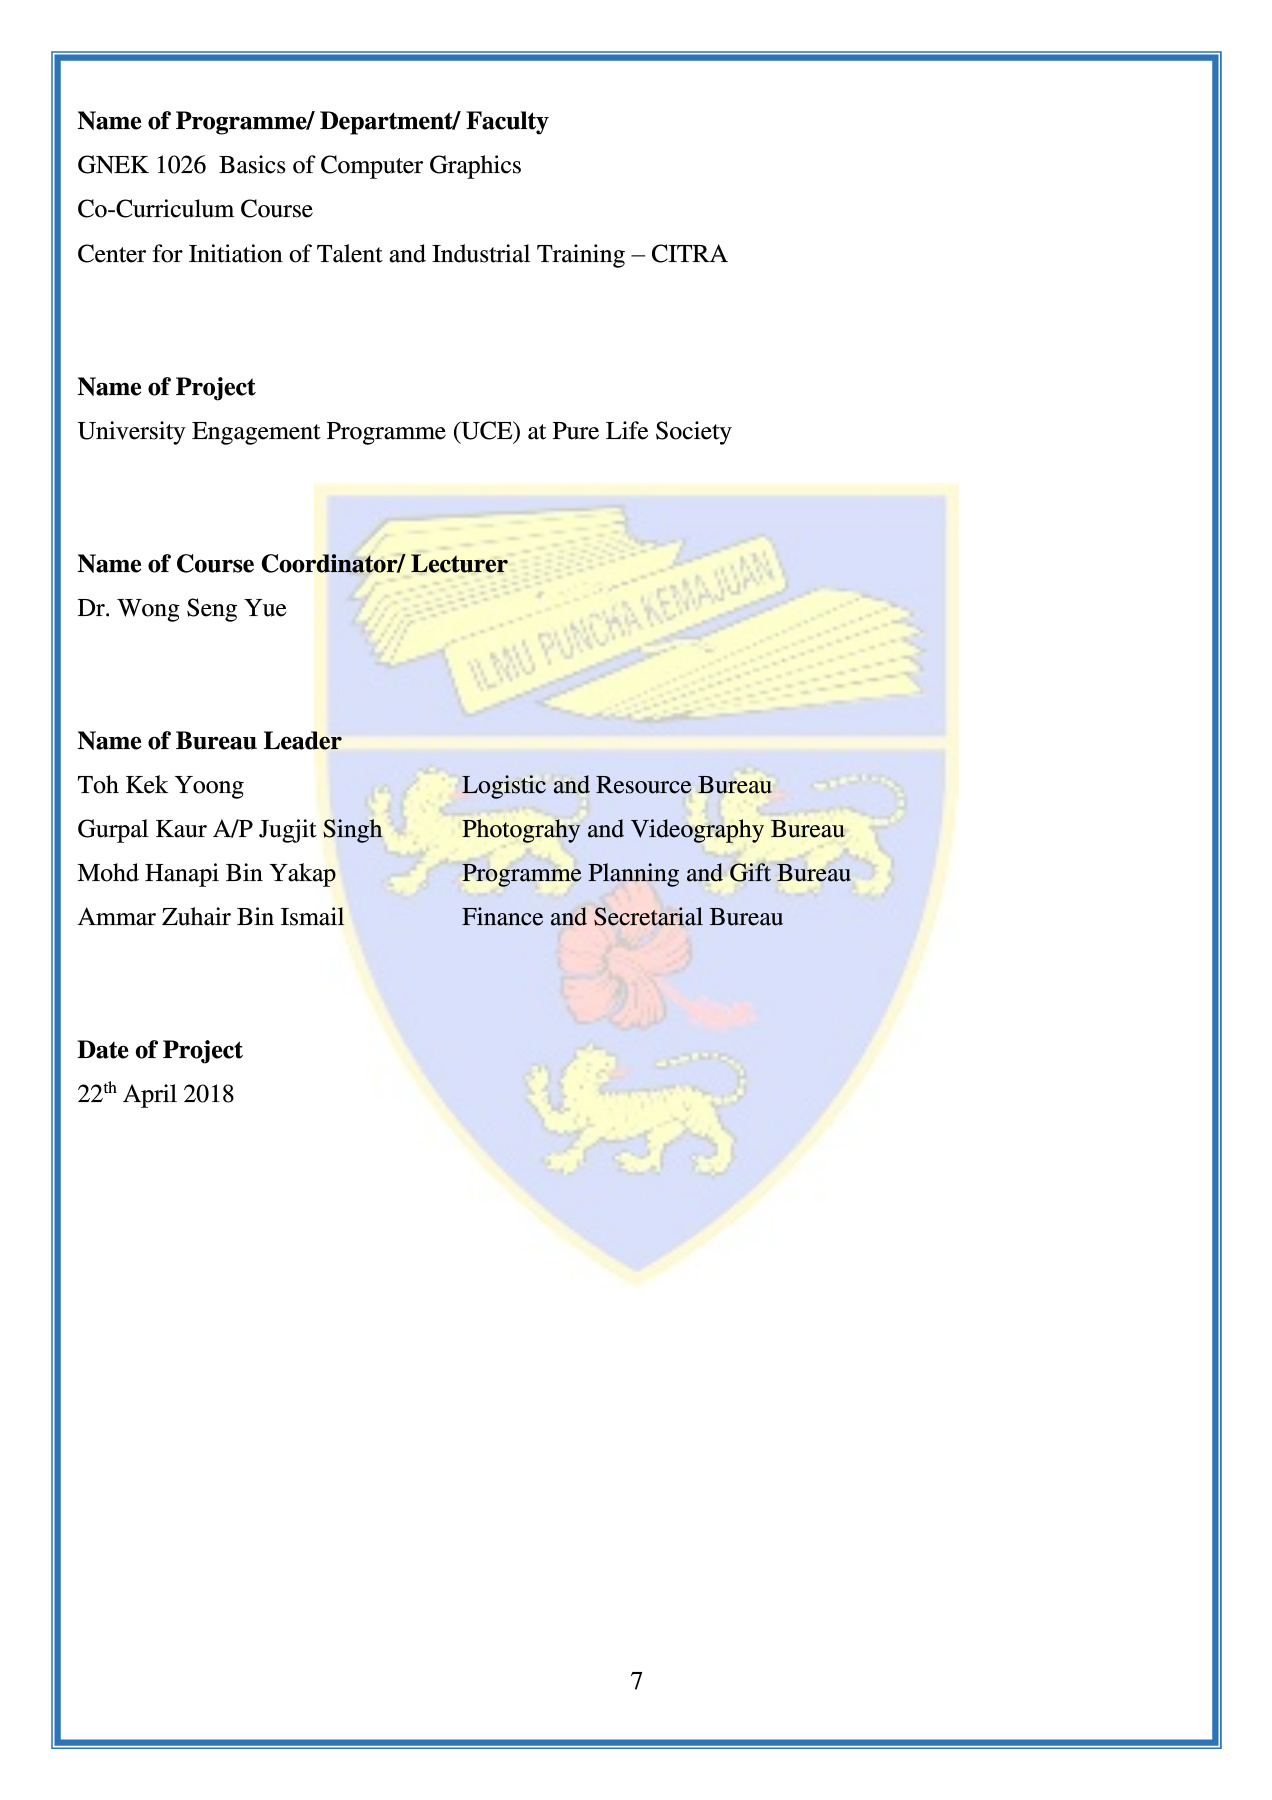 Name of Programme/ Department/ Faculty
GNEK 1026  Basics of Computer Graphics
Co-Curriculum Course
Center for Initiation of Talent and Industrial Training – CITRA
Name of Project
University Engagement Programme (UCE) at Pure Life Society
ILMU PUNCHA KEMAJUAN
Name of Course Coordinator/ Lecturer
Dr. Wong Seng Yue
Name of Bureau Leader
Toh Kek Yoong Logistic and Resource Bureau
Gurpal Kaur A/P Jugjit Singh Photograhy and Videography Bureau
Mohd Hanapi Bin Yakap Programme Planning and Gift Bureau
Ammar Zuhair Bin Ismail Finance and Secretarial Bureau
Date of Project
22th April 2018
7